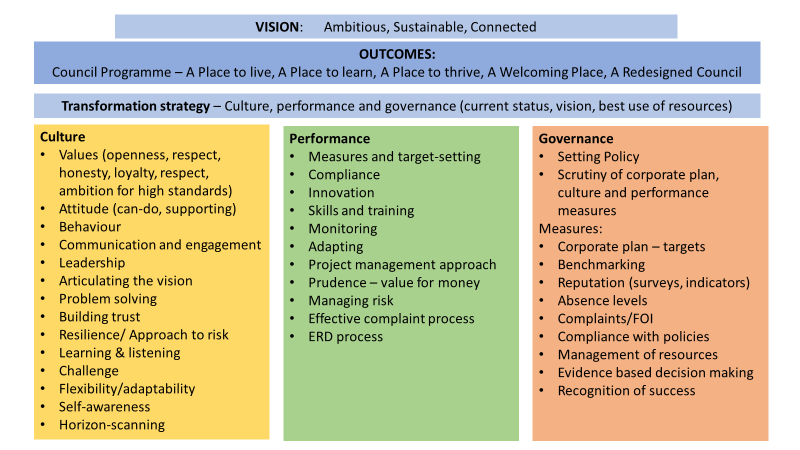 VISION: Ambitious, Sustainable, Connected
OUTCOMES:
Council Programme – A Place to live, A Place to learn, A Place to thrive, A Welcoming Place, A Redesigned Council
Transformation strategy – Culture, performance and governance (current status, vision, best use of resources)
Culture
• Values (openness, respect,
honesty, loyalty, respect,
ambition for high standards)
• Attitude (can-do, supporting)
• Behaviour
• Communication and engagement
• Leadership
• Articulating the vision
• Problem solving
• Building trust
• Resilience/ Approach to risk
• Learning & listening
• Challenge
• Flexibility/adaptability
• Self-awareness
• Horizon-scanning
Performance
• Measures and target-setting
• Compliance
• Innovation
• Skills and training
• Monitoring
• Adapting
• Project management approach
• Prudence – value for money
• Managing risk
• Effective complaint process
• ERD process
Governance
• Setting Policy
• Scrutiny of corporate plan,
culture and performance
measures
Measures:
• Corporate plan – targets
• Benchmarking
• Reputation (surveys, indicators)
• Absence levels
• Complaints/FOI
• Compliance with policies
• Management of resources
• Evidence based decision making
• Recognition of success